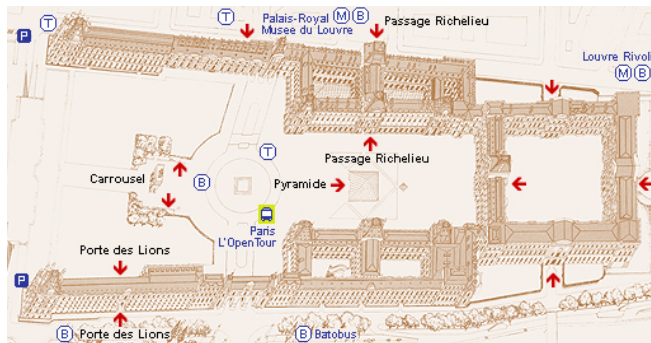 P
T
T
Palais-Royal M B
Musee du Louvre
Passage Richelieu
Louvre Rivoli
M B
T
Passage Richelieu
Carrousel
B
Pyramide
Paris
L'OpenTour
Porte des Lions
P
B Porte des Lions
B Batobus